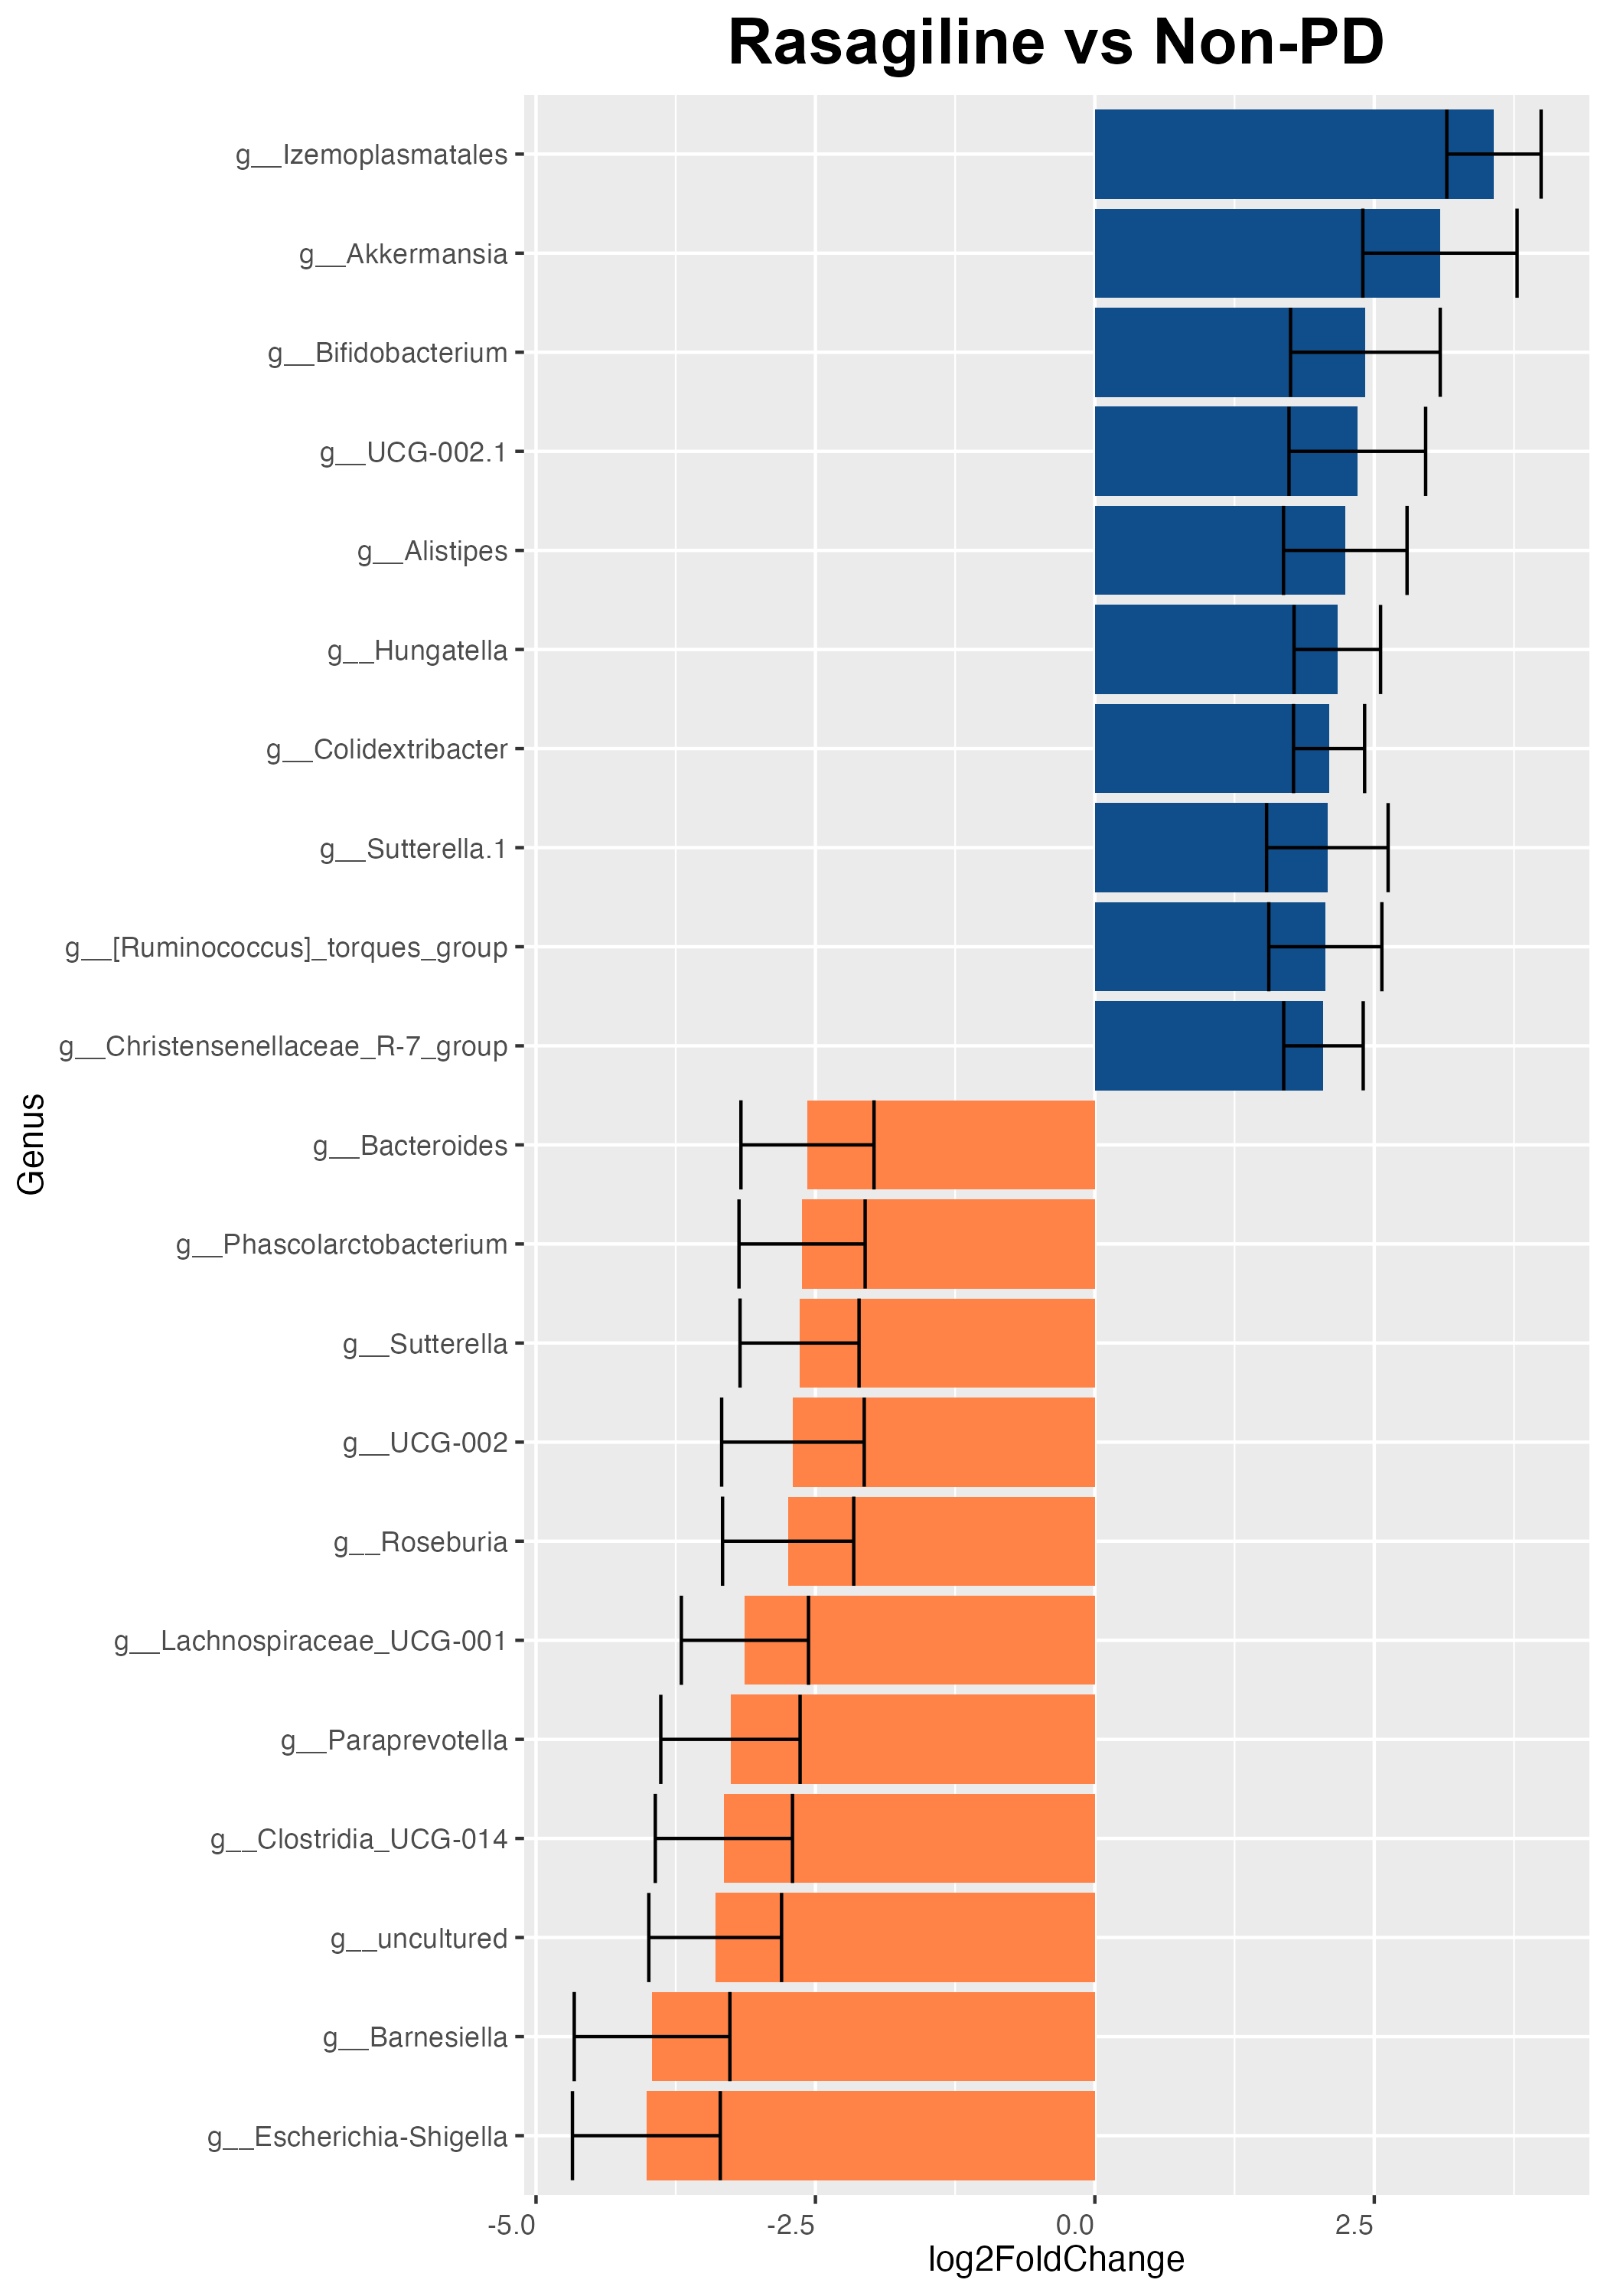 Rasagiline vs Non-PD
g__Izemoplasmatales
g__Akkermansia
g__Bifidobacterium
g__UCG-002.1
g__Alistipes
g__Hungatella
g__Colidextribacter
g__Sutterella.1
g__[Ruminococcus]_torques_group
g__Christensenellaceae_R-7_group
g__Bacteroides
g__Phascolarctobacterium
g__Sutterella
g__UCG-002
g__Roseburia
g__Lachnospiraceae_UCG-001
g__Paraprevotella
g__Clostridia_UCG-014
g__uncultured
g__Barnesiella
g__Escherichia-Shigella
Genus
-5.0 -2.5 0.0 2.5
log2FoldChange